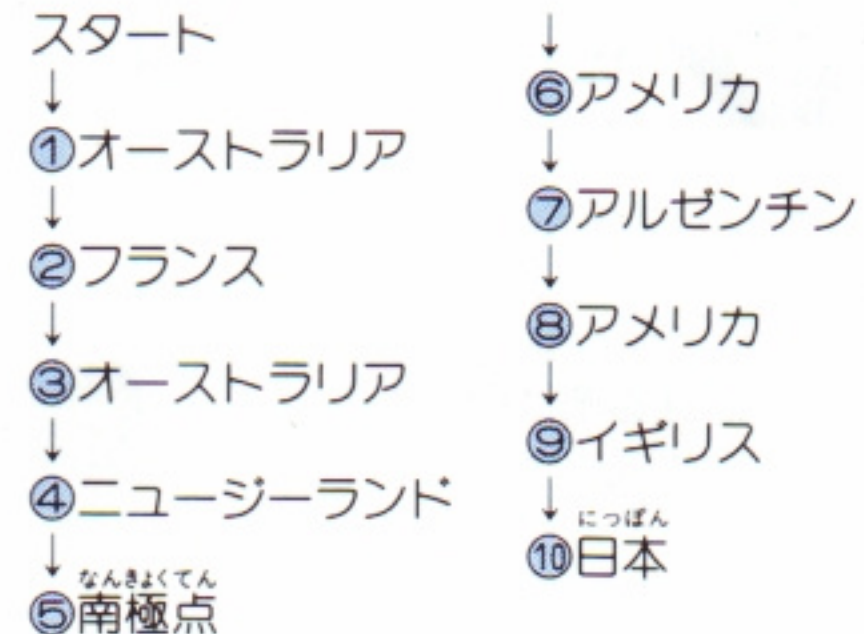 スタート
↓
①オーストラリア
↓
②フランス
↓
③オーストラリア
↓
④ニュージーランド
↓
なんきょくてん
⑤南極点
↓
⑥アメリカ
↓
⑦アルゼンチン
↓
⑧アメリカ
↓
⑨イギリス
↓
にっぽん
⑩日本